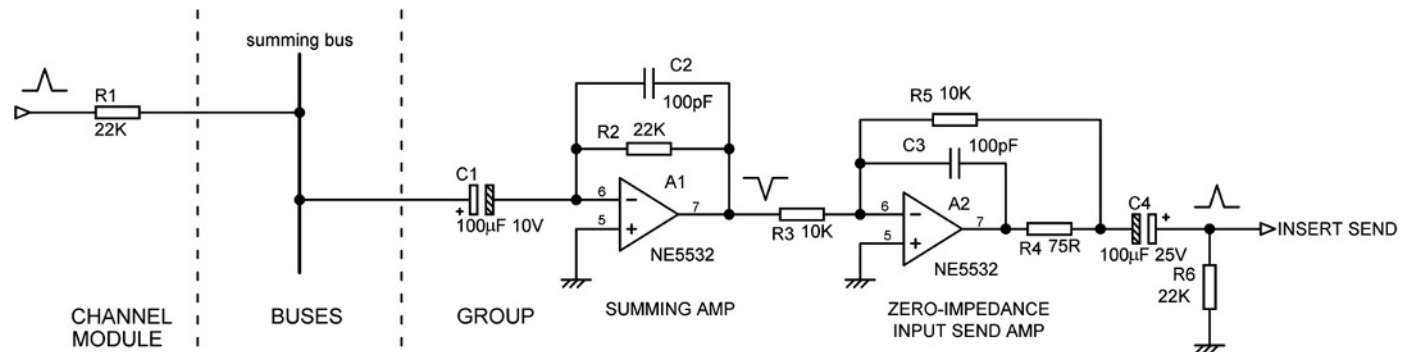 summing bus
R1
22K
C1
+
100µF 10V
C2
100pF
R2 22K
6
5
−
+
A1
7
NE5532
R3 10K
R5 10K
C3 100pF
6
5
−
+
A2
7
NE5532
R4 75R
C4
+
100µF 25V
R6
22K
INSERT SEND
CHANNEL
MODULE
BUSES
GROUP
SUMMING AMP
ZERO-IMPEDANCE
INPUT SEND AMP